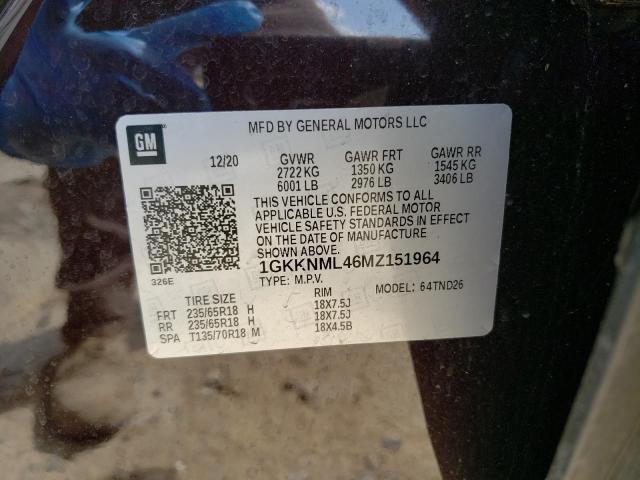 GM
MFD BY GENERAL MOTORS LLC
12/20 GVWR GAWR FRT GAWR RR
2722 KG 1350 KG 1545 KG
6001 LB 2976 LB 3406 LB
THIS VEHICLE CONFORMS TO ALL
APPLICABLE U.S. FEDERAL MOTOR
VEHICLE SAFETY STANDARDS IN EFFECT
ON THE DATE OF MANUFACTURE
SHOWN ABOVE.
326E
1GKKNML46MZ151964
TYPE: M.P.V. MODEL: 64TND26
TIRE SIZE RIM
FRT 235/65R18 H 18X7.5J
RR 235/65R18 H 18X7.5J
SPA T135/70R18 M 18X4.5B